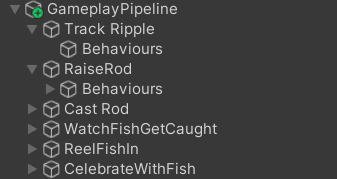 GameplayPipeline
Track Ripple
Behaviours
RaiseRod
Behaviours
Cast Rod
WatchFishGetCaught
ReelFishIn
CelebrateWithFish